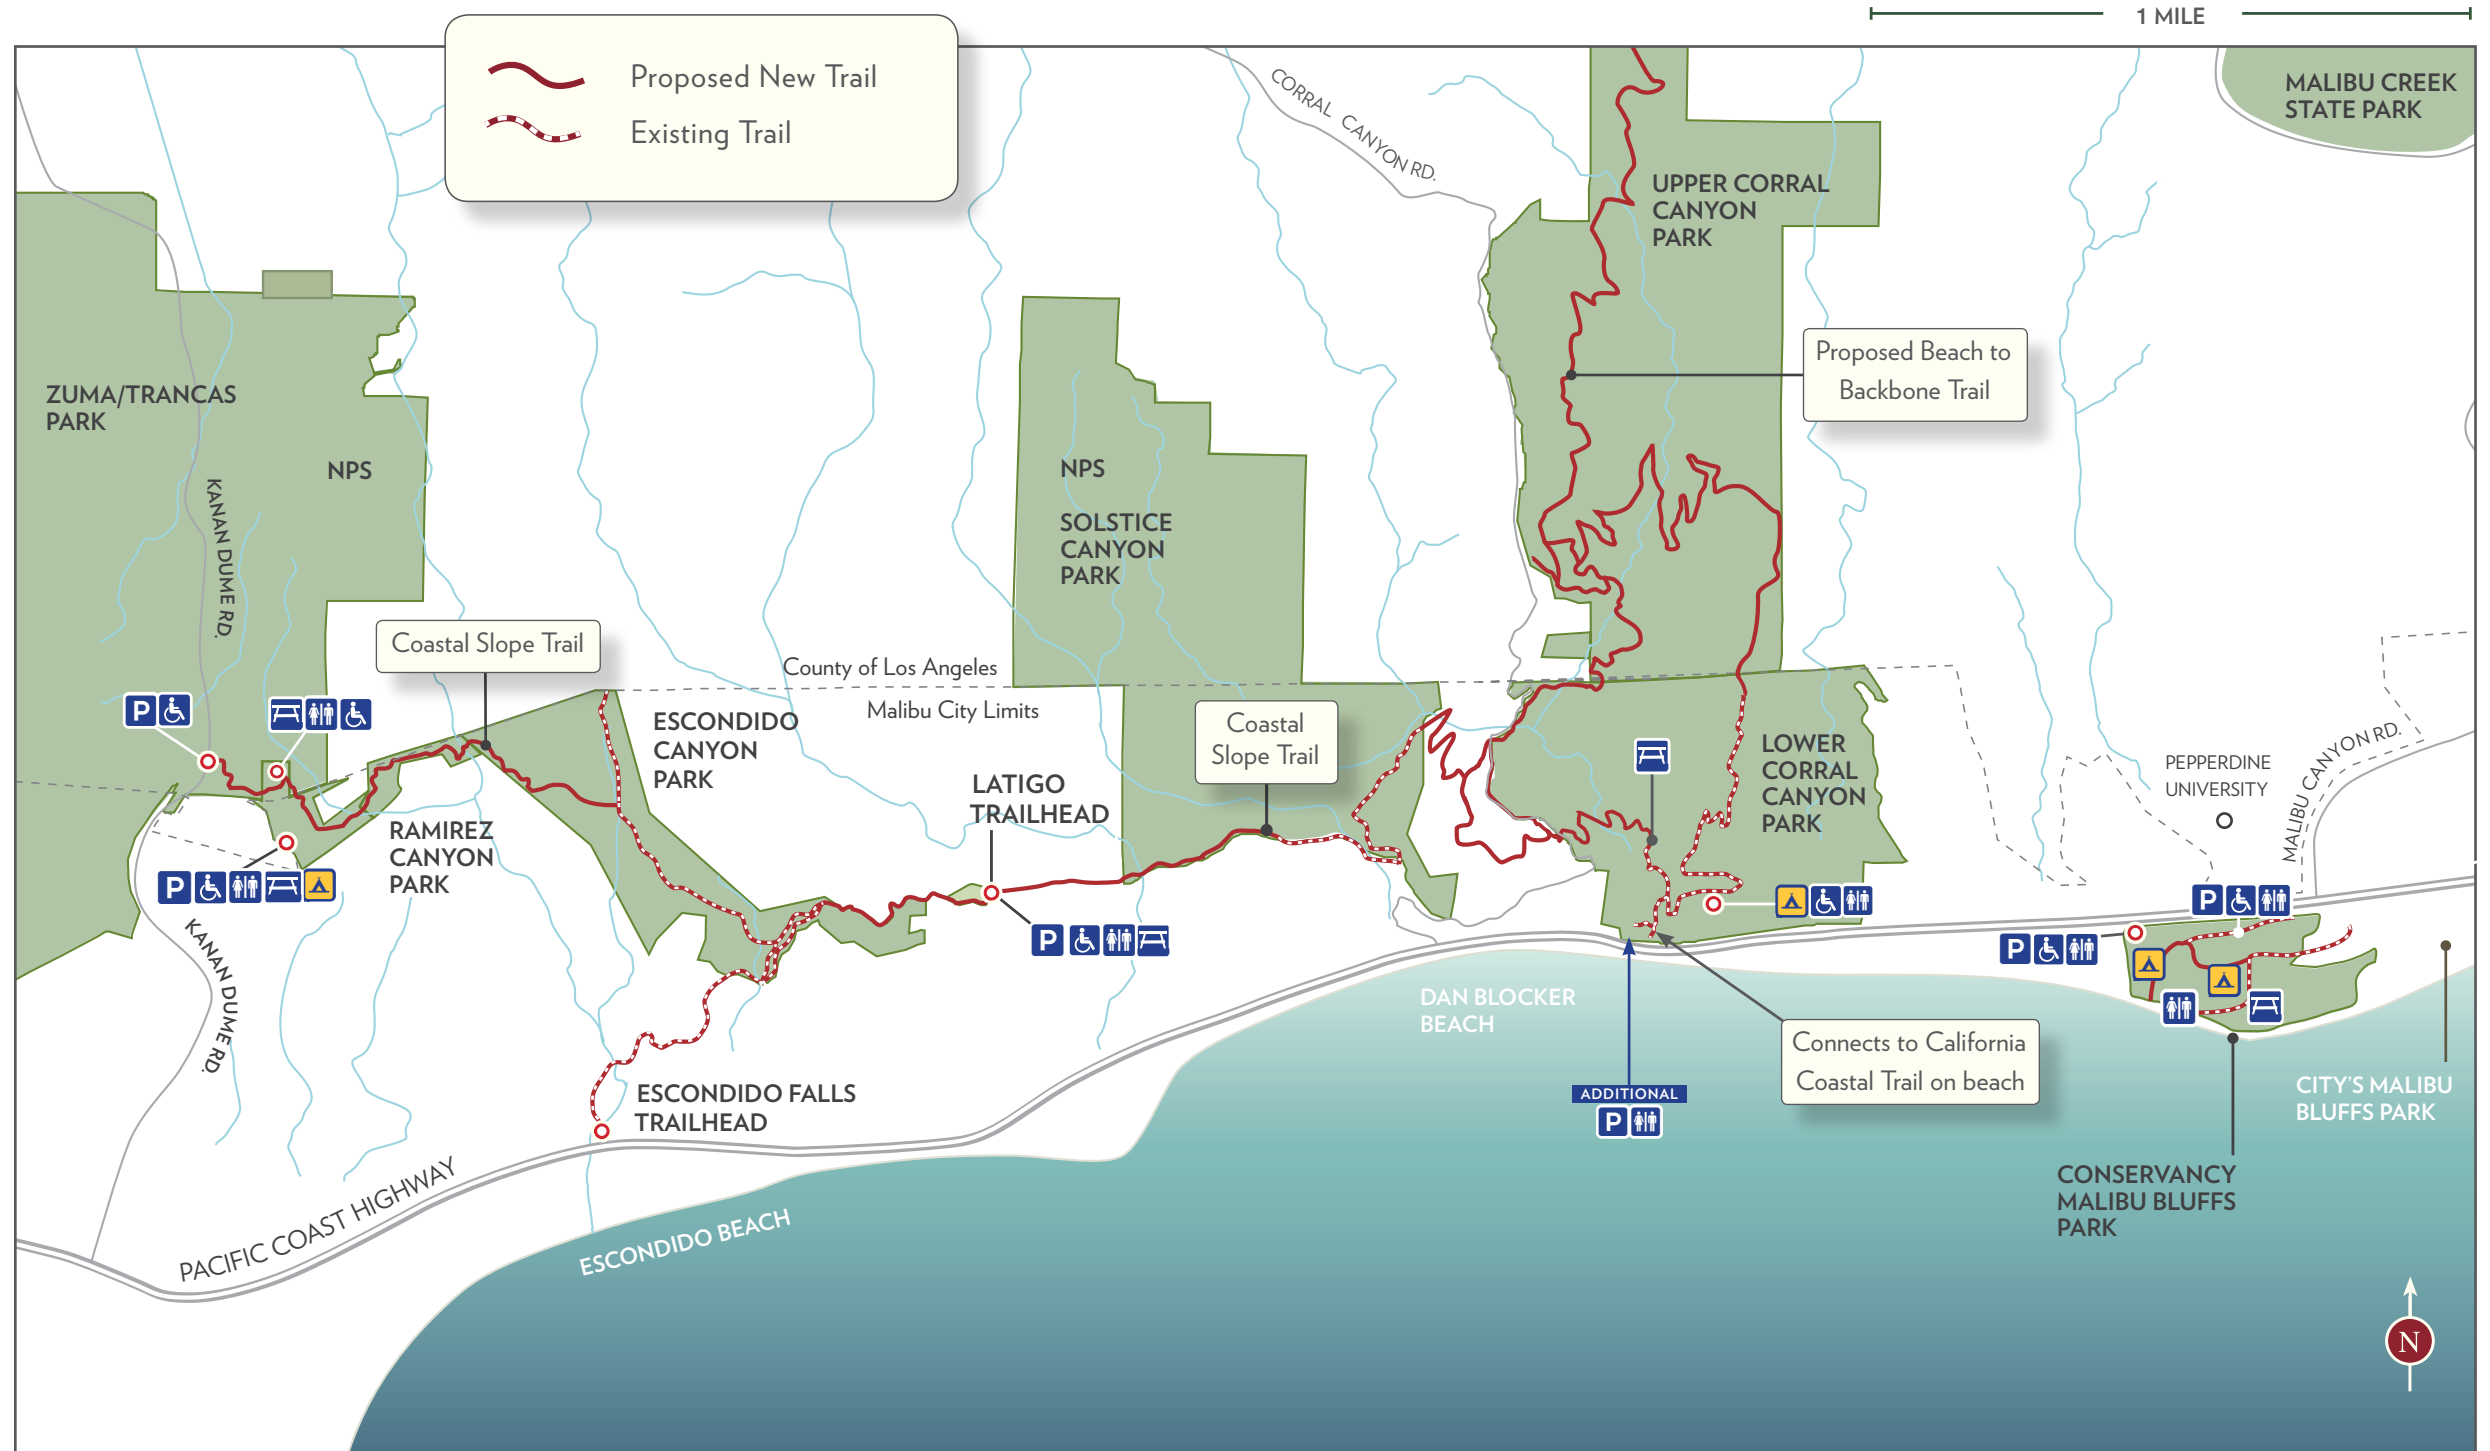 1 MILE
Proposed New Trail
Existing Trail
MALIBU CREEK
STATE PARK
CORRAL CANYON RD.
UPPER CORRAL
CANYON
PARK
Proposed Beach to
Backbone Trail
ZUMA/TRANCAS
PARK
NPS
KANAN DUME RD.
NPS
SOLSTICE
CANYON
PARK
Coastal Slope Trail
County of Los Angeles
Malibu City Limits
P
ESCONDIDO
CANYON
PARK
Coastal
Slope Trail
LOWER
CORRAL
CANYON
PARK
PEPPERDINE
UNIVERSITY
MALIBU CANYON RD.
LATIGO
TRAILHEAD
RAMIREZ
CANYON
PARK
P
P
P
P
KANAN DUME RD.
DAN BLOCKER
BEACH
Connects to California
Coastal Trail on beach
ADDITIONAL
P
ESCONDIDO FALLS
TRAILHEAD
CITY'S MALIBU
BLUFFS PARK
CONSERVANCY
MALIBU BLUFFS
PARK
PACIFIC COAST HIGHWAY
ESCONDIDO BEACH
N